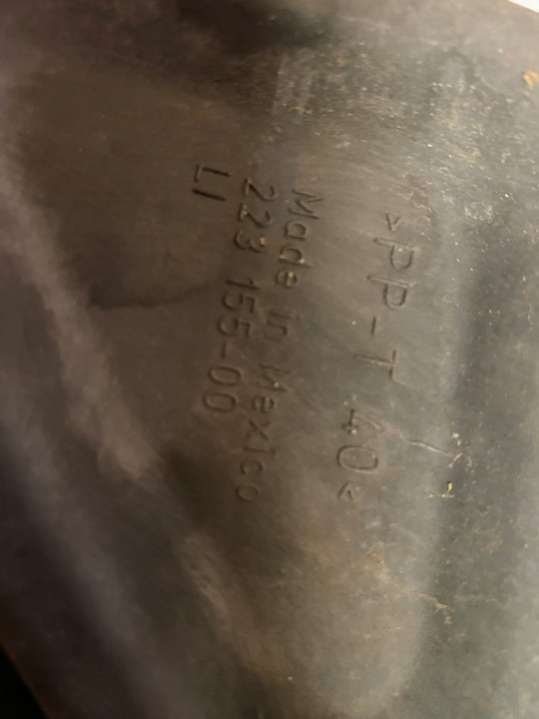 >PP-T 40<
Made in Mexico
223 155-00
LI